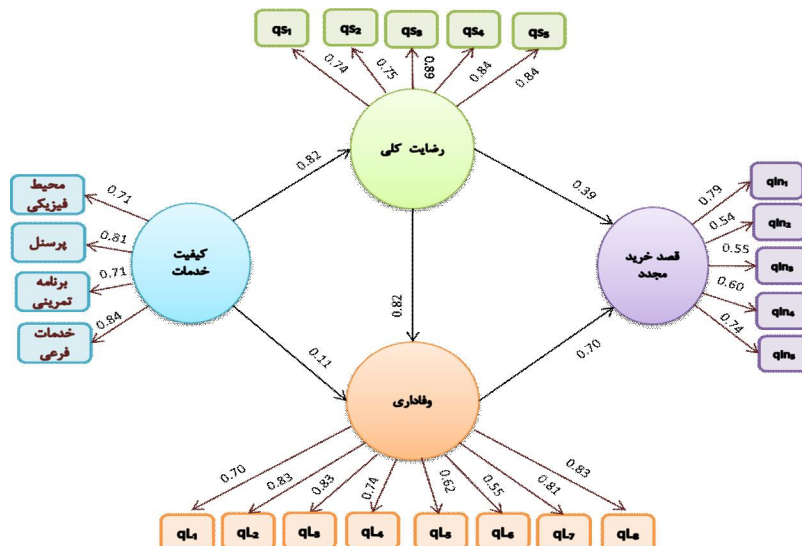 qs₁ qs₂ qs₃ qs₄ qs₅
0.74 0.75 0.89 0.84 0.84
رضایت کلی
0.82
0.39
محیط
فیزیکی
0.71
پرسنل
0.81
برنامه
تمرینی
0.71
خدمات
فرعی
0.84
کیفیت
خدمات
0.82
قصد خرید
مجدد
0.79
qIn₁
0.54
qIn₂
0.55
qIn₃
0.60
qIn₄
0.74
qIn₅
0.11
0.70
وفاداری
0.70 0.83 0.83 0.74 0.62 0.55 0.81 0.83
qL₁ qL₂ qL₃ qL₄ qL₅ qL₆ qL₇ qL₈